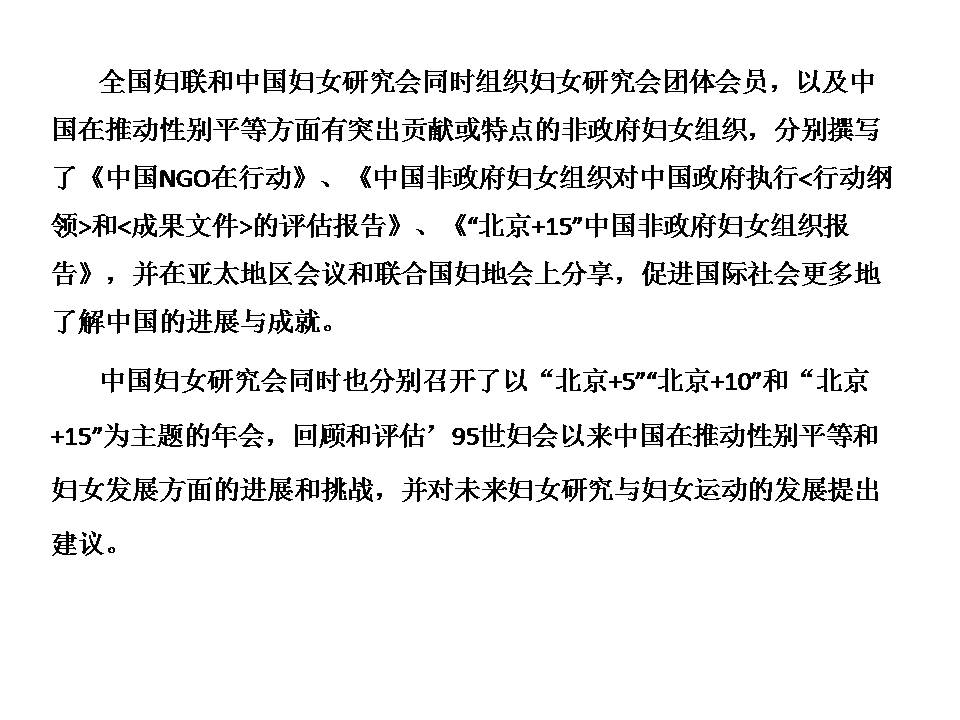 全国妇联和中国妇女研究会同时组织妇女研究会团体会员，以及中
国在推动性别平等方面有突出贡献或特点的非政府妇女组织，分别撰写
了《中国NGO在行动》、《中国非政府妇女组织对中国政府执行<行动纲
领>和<成果文件>的评估报告》、《“北京+15”中国非政府妇女组织报
告》，并在亚太地区会议和联合国妇地会上分享，促进国际社会更多地
了解中国的进展与成就。
中国妇女研究会同时也分别召开了以“北京+5”“北京+10”和“北京
+15”为主题的年会，回顾和评估’95世妇会以来中国在推动性别平等和
妇女发展方面的进展和挑战，并对未来妇女研究与妇女运动的发展提出
建议。